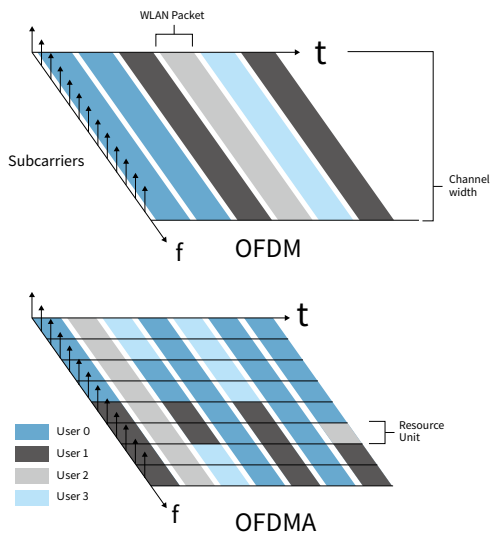 WLAN Packet
t
Subcarriers
Channel
width
f
OFDM
t
Resource
Unit
User 0
User 1
User 2
User 3
f
OFDMA